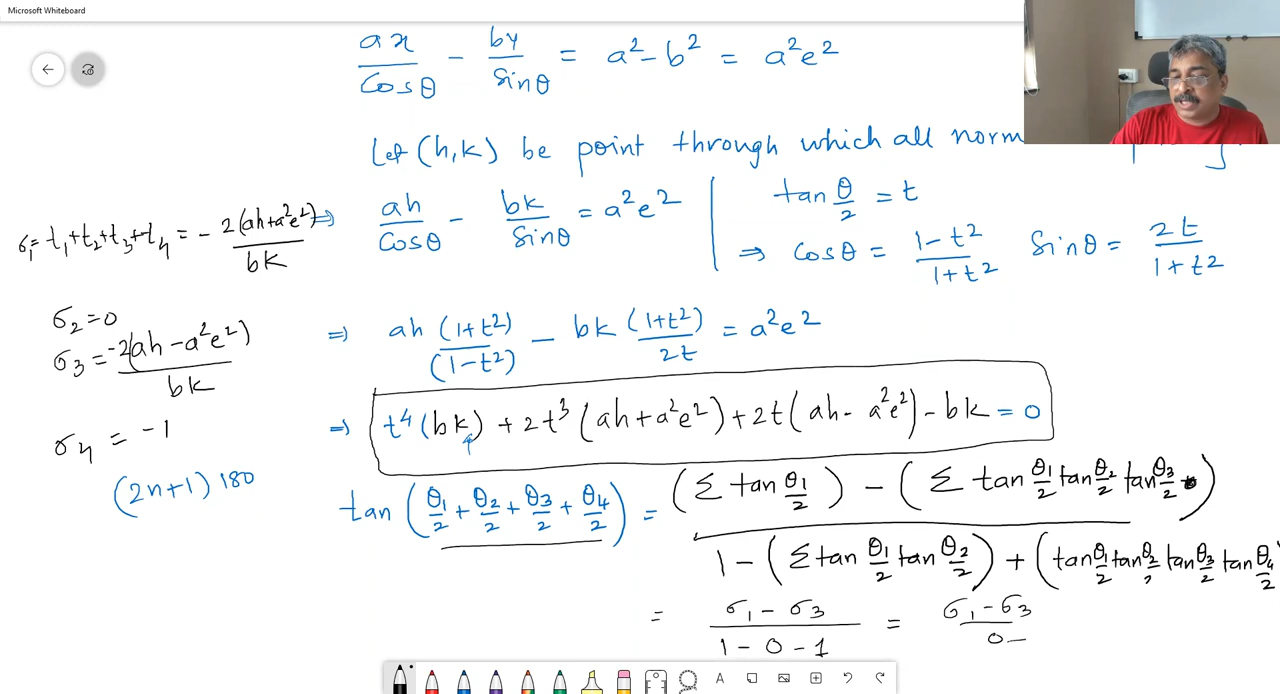 Microsoft Whiteboard
ax/cosθ - by/sinθ = a² - b² = a²e²
Let (h,k) be point through which all norm
ah/cosθ - bk/sinθ = a²e² | tan θ/2 = t
⇒ cosθ = (1-t²)/(1+t²) sinθ = 2t/(1+t²)
σ₁ = t₁+t₂+t₃+t₄ = -2(ah+a²e²)/bk ⇒
σ₂ = 0
σ₃ = -2(ah-a²e²)/bk
σ₄ = -1
(2n+1) 180
⇒ ah (1+t²)/(1-t²) - bk (1+t²)/2t = a²e²
⇒ t⁴(bk) + 2t³(ah+a²e²) + 2t(ah-a²e²) - bk = 0
tan(θ₁/2 + θ₂/2 + θ₃/2 + θ₄/2) = ((Σ tan θ₁/2) - (Σ tan θ₁/2 tan θ₂/2 tan θ₃/2)) / (1 - (Σ tan θ₁/2 tan θ₂/2) + (tan θ₁/2 tan θ₂/2 tan θ₃/2 tan θ₄/2
= (σ₁ - σ₃)/(1 - 0 - 1) = (σ₁ - σ₃)/0